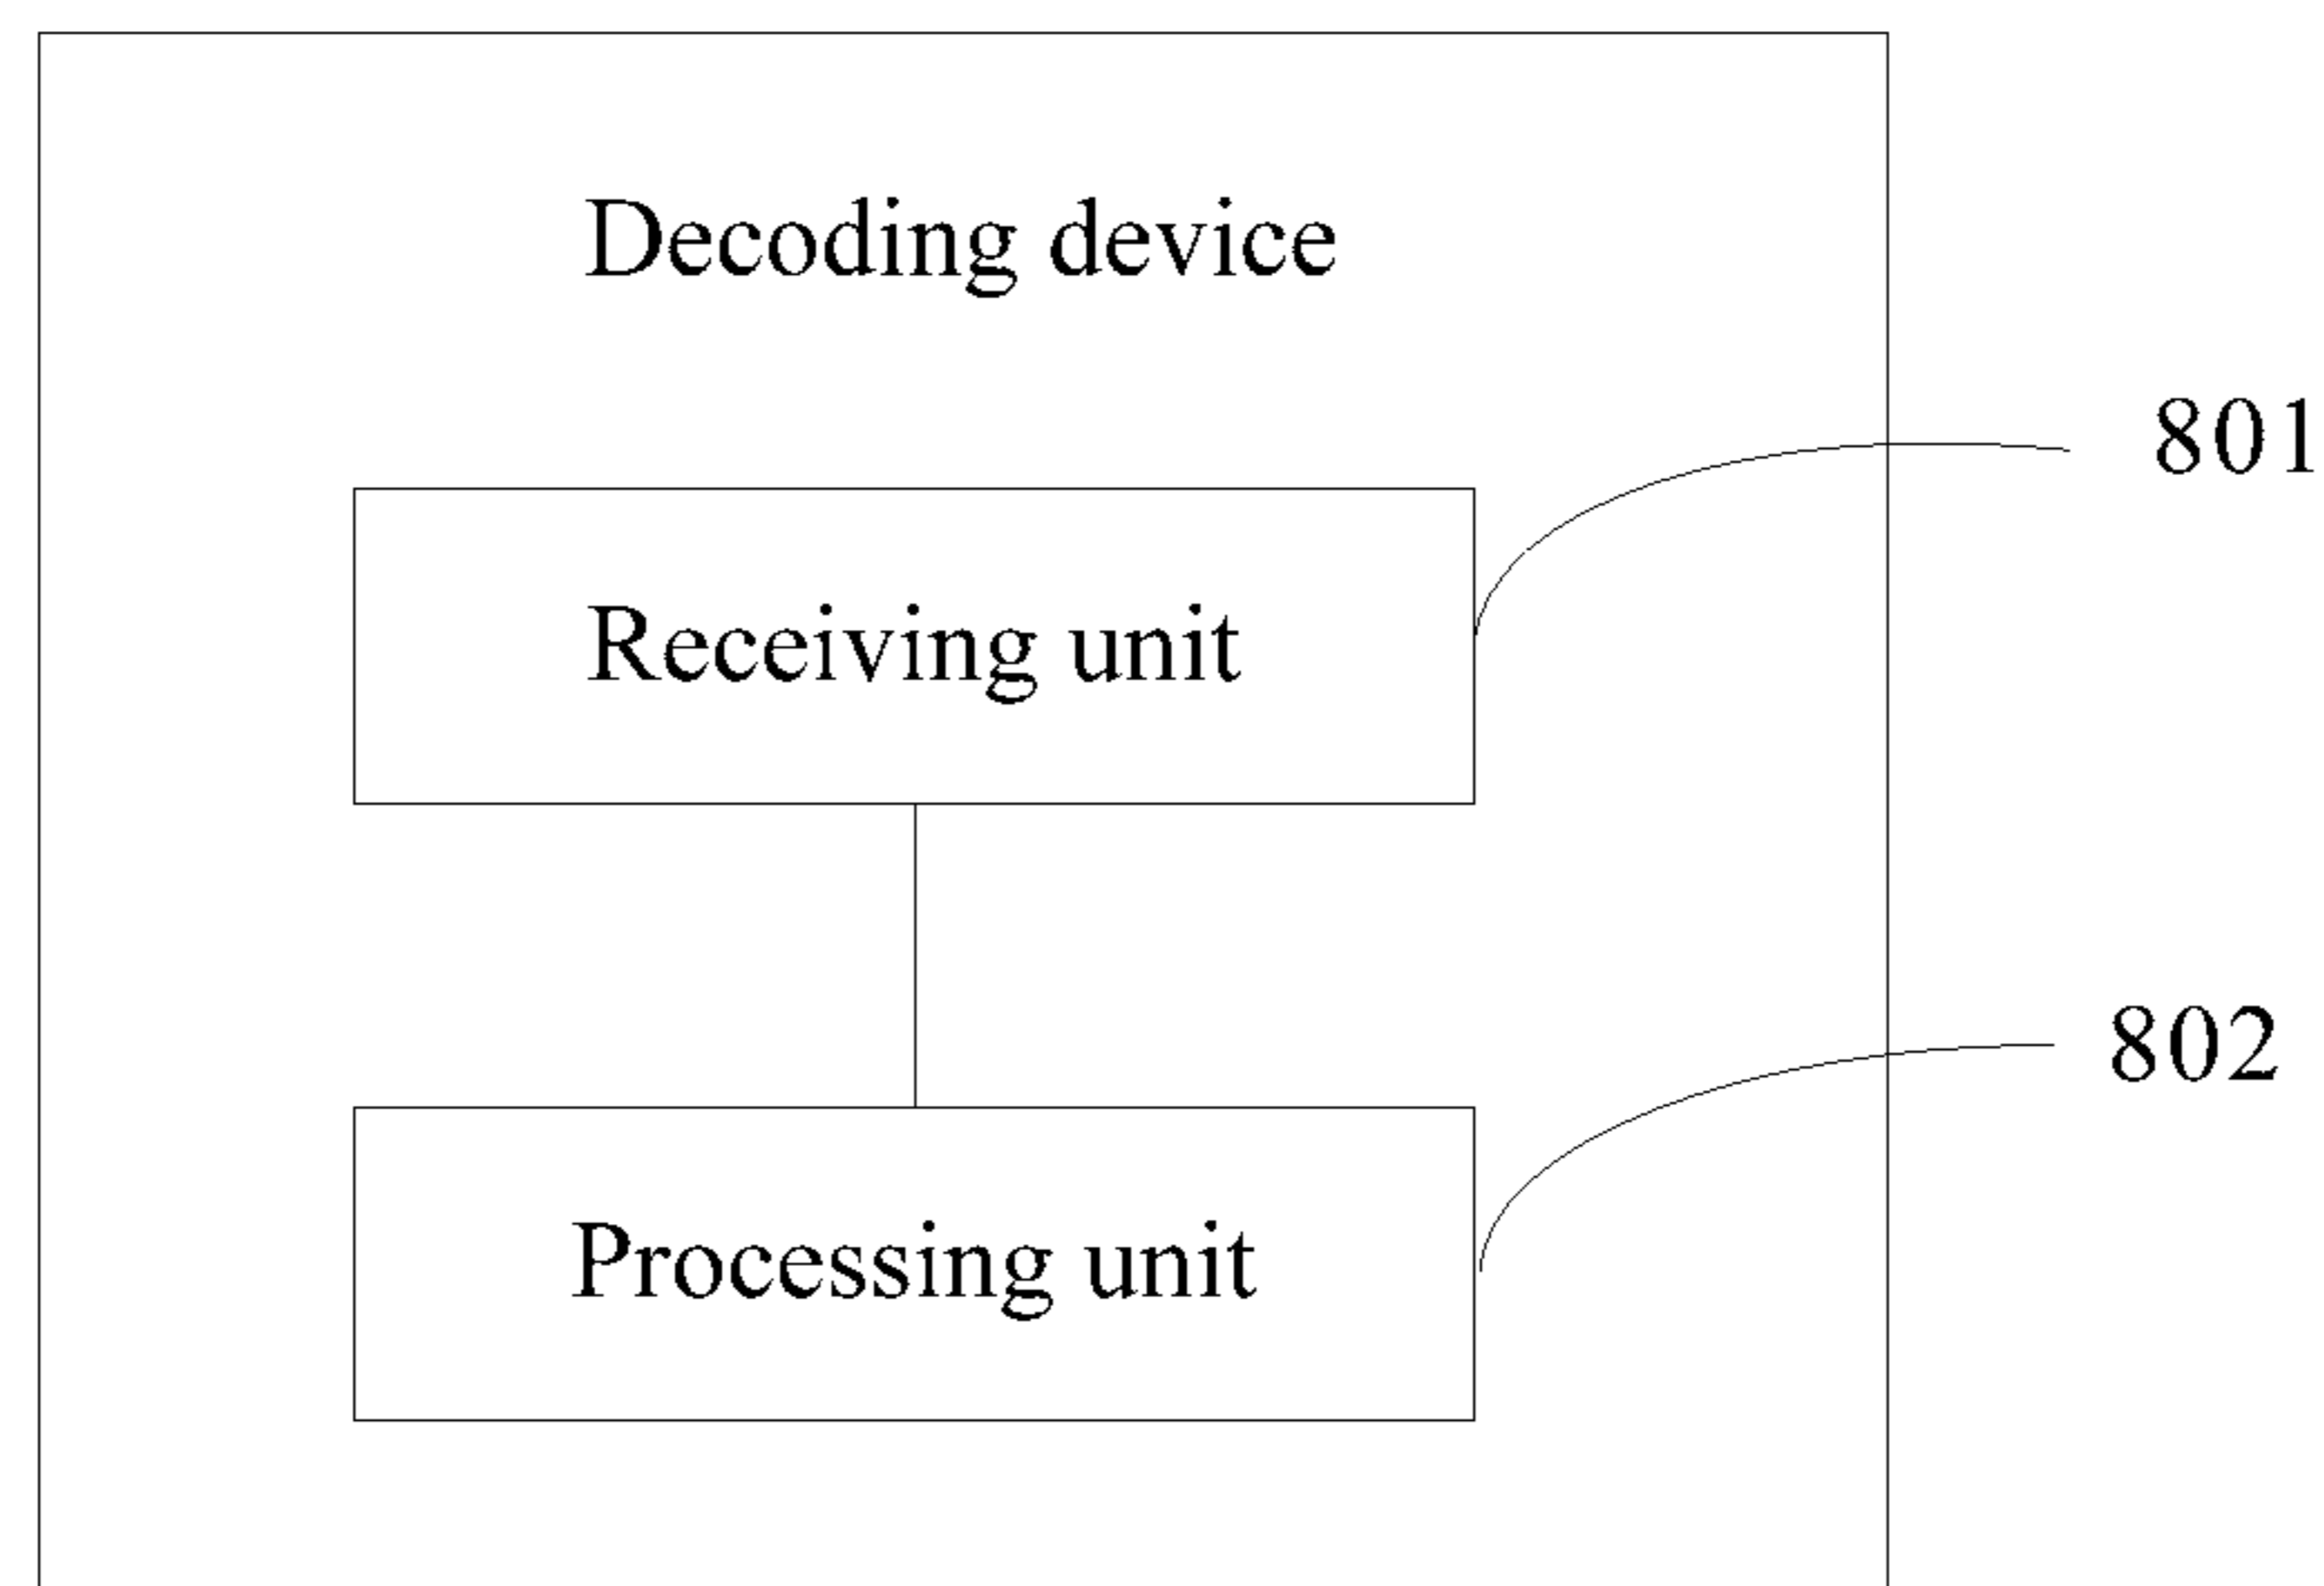 Decoding device
801
Receiving unit
802
Processing unit